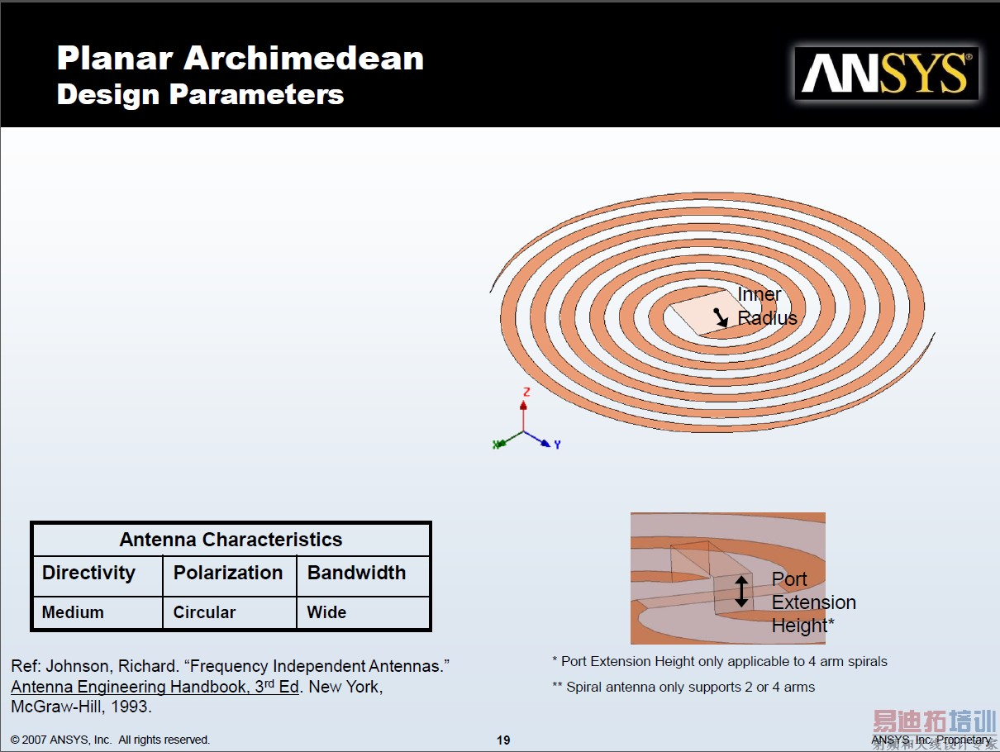 Planar Archimedean
Design Parameters
ANSYS®
Inner
Radius
Z
X
Y
Antenna Characteristics
Directivity Polarization Bandwidth
Medium Circular Wide
Port
Extension
Height*
* Port Extension Height only applicable to 4 arm spirals
** Spiral antenna only supports 2 or 4 arms
Ref: Johnson, Richard. “Frequency Independent Antennas.”
Antenna Engineering Handbook, 3rd Ed. New York,
McGraw-Hill, 1993.
© 2007 ANSYS, Inc. All rights reserved.
19
ANSYS, Inc. Proprietary
易迪拓培训
射频和天线设计专家